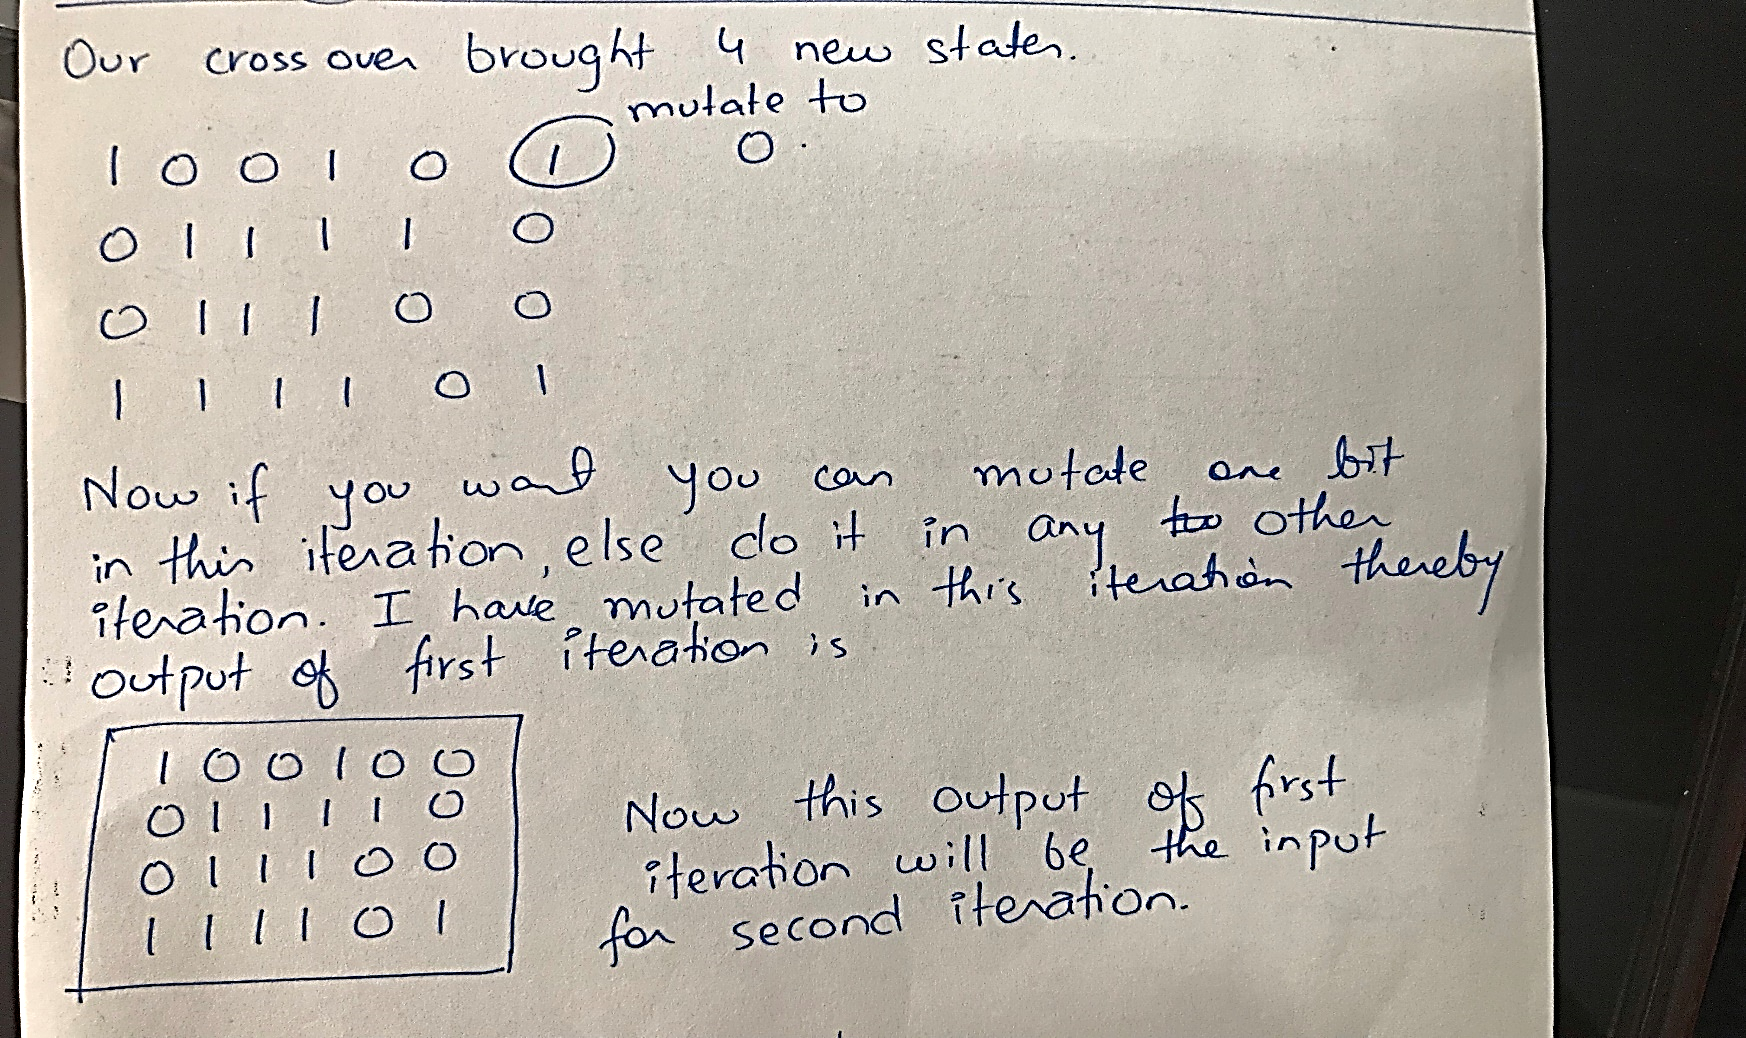 Our cross over brought 4 new states.
mutate to
1 0 0 1 0 1 0.
0 1 1 1 1 0
0 1 1 1 0 0
1 1 1 1 0 1
Now if you want you can mutate one bit
in this iteration, else do it in any other
iteration. I have mutated in this iteration thereby
output of first iteration is
1 0 0 1 0 0
0 1 1 1 1 0
0 1 1 1 0 0
1 1 1 1 0 1
Now this output of first
iteration will be the input
for second iteration.